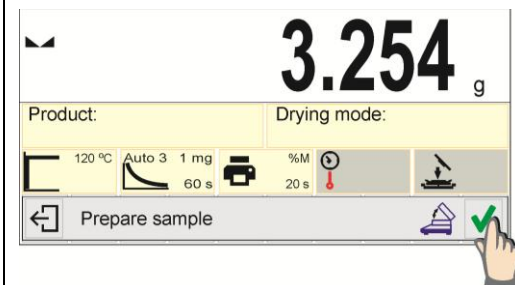 3.254 g
Product: Drying mode:
120 ºC Auto 3 1 mg %M
60 s 20 s
Prepare sample